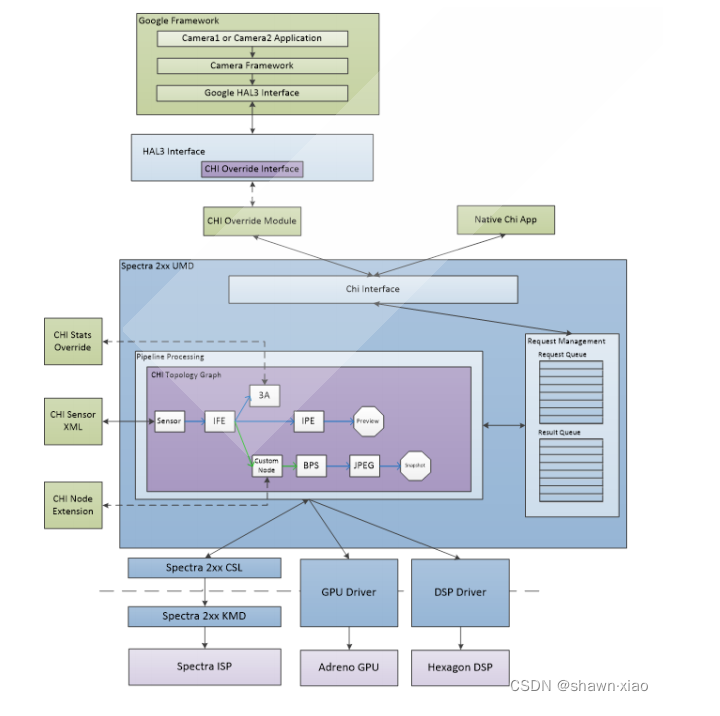 Google Framework
Camera1 or Camera2 Application
Camera Framework
Google HAL3 Interface
HAL3 Interface
CHI Override Interface
CHI Override Module
Native Chi App
Spectra 2xx UMD
Chi Interface
CHI Stats
Override
Request Management
Request Queue
Pipeline Processing
CHI Topology Graph
3A
CHI Sensor
XML
Sensor
IFE
IPE
Preview
Result Queue
Custom
Node
BPS
JPEG
Snapshot
CHI Node
Extension
Spectra 2xx CSL
GPU Driver
DSP Driver
Spectra 2xx KMD
Spectra ISP
Adreno GPU
Hexagon DSP
CSDN @shawn·xiao